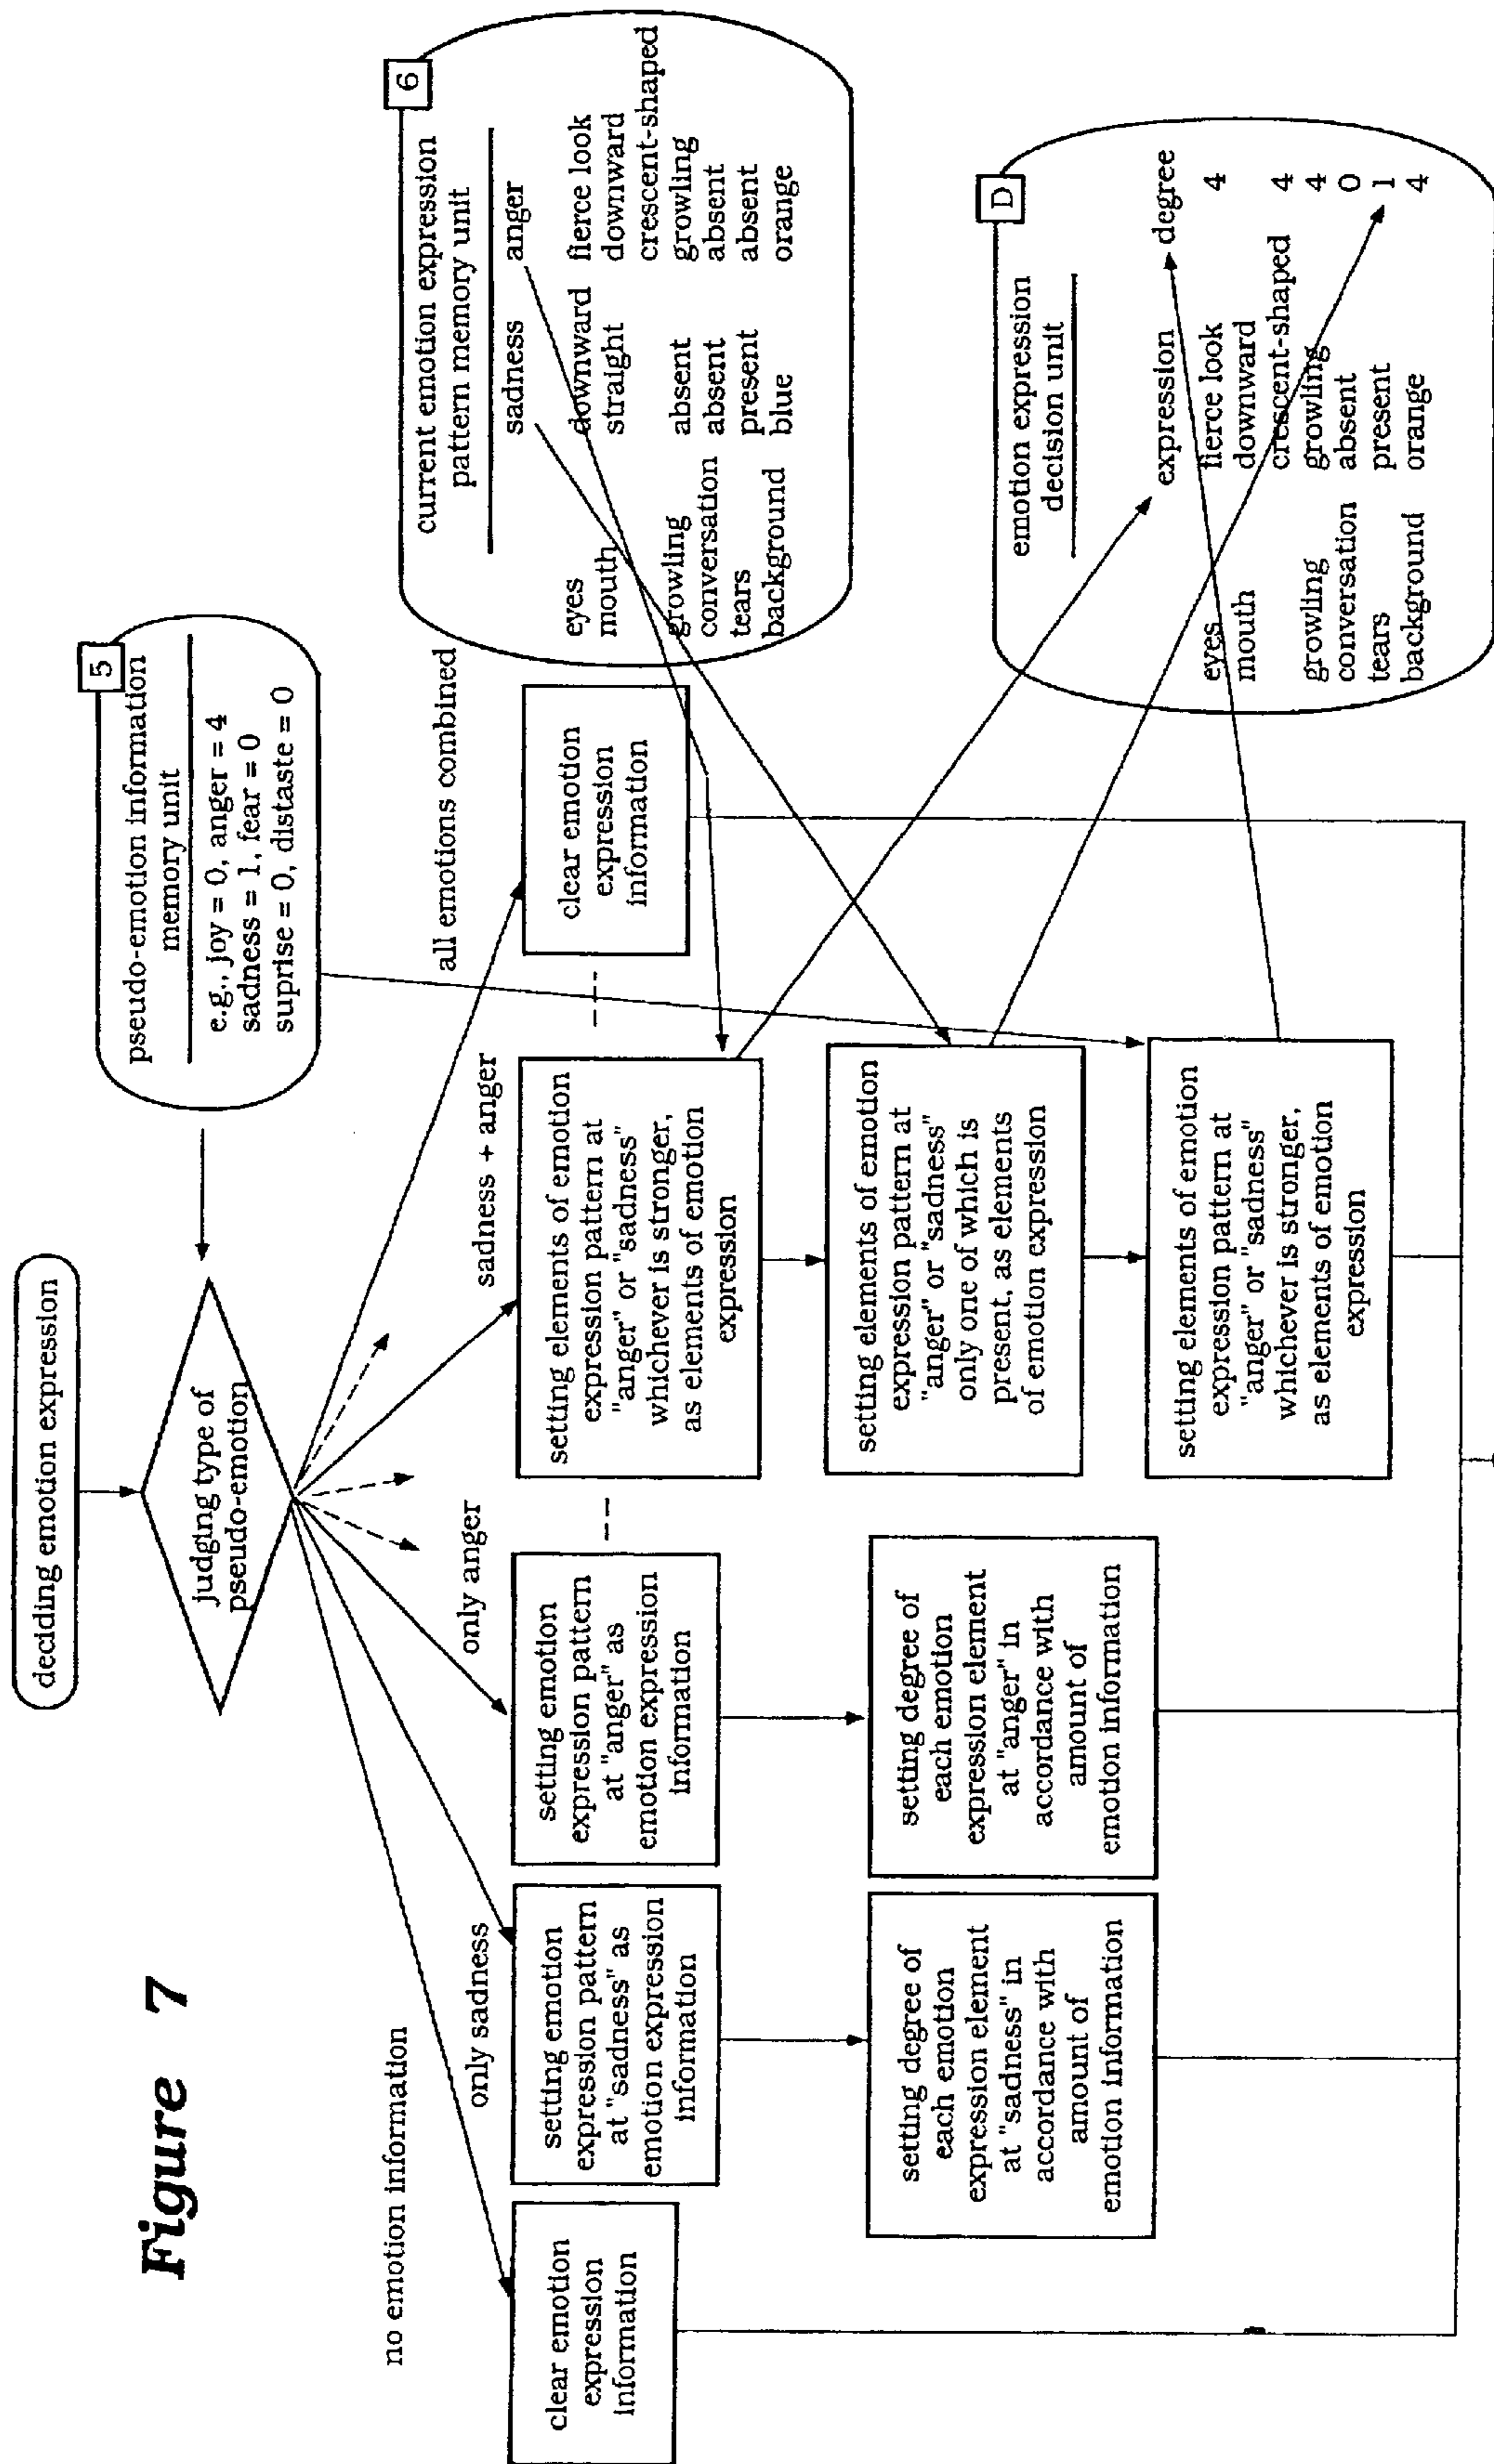 Figure 7
deciding emotion expression
judging type of
pseudo-emotion
5
pseudo-emotion information
memory unit
e.g., joy = 0, anger = 4
sadness = 1, fear = 0
suprise = 0, distaste = 0
no emotion information
only sadness
only anger
sadness + anger
all emotions combined
clear emotion
expression
information
setting emotion
expression pattern
at "sadness" as
emotion expression
information
setting emotion
expression pattern
at "anger" as
emotion expression
information
setting elements of emotion
expression pattern at
"anger" or "sadness"
whichever is stronger,
as elements of emotion
expression
clear emotion
expression
information
6
current emotion expression
pattern memory unit
sadness anger
eyes downward fierce look
mouth straight downward
crescent-shaped
growling absent growling
conversation absent absent
tears present absent
background blue orange
setting degree of
each emotion
expression element
at "sadness" in
accordance with
amount of
emotion information
setting degree of
each emotion
expression element
at "anger" in
accordance with
amount of
emotion information
setting elements of emotion
expression pattern at
"anger" or "sadness"
only one of which is
present, as elements
of emotion expression
setting elements of emotion
expression pattern at
"anger" or "sadness"
whichever is stronger,
as elements of emotion
expression
D
emotion expression
decision unit
expression degree
eyes fierce look 4
mouth downward
crescent-shaped 4
growling growling 4
conversation absent 0
tears present 1
background orange 4